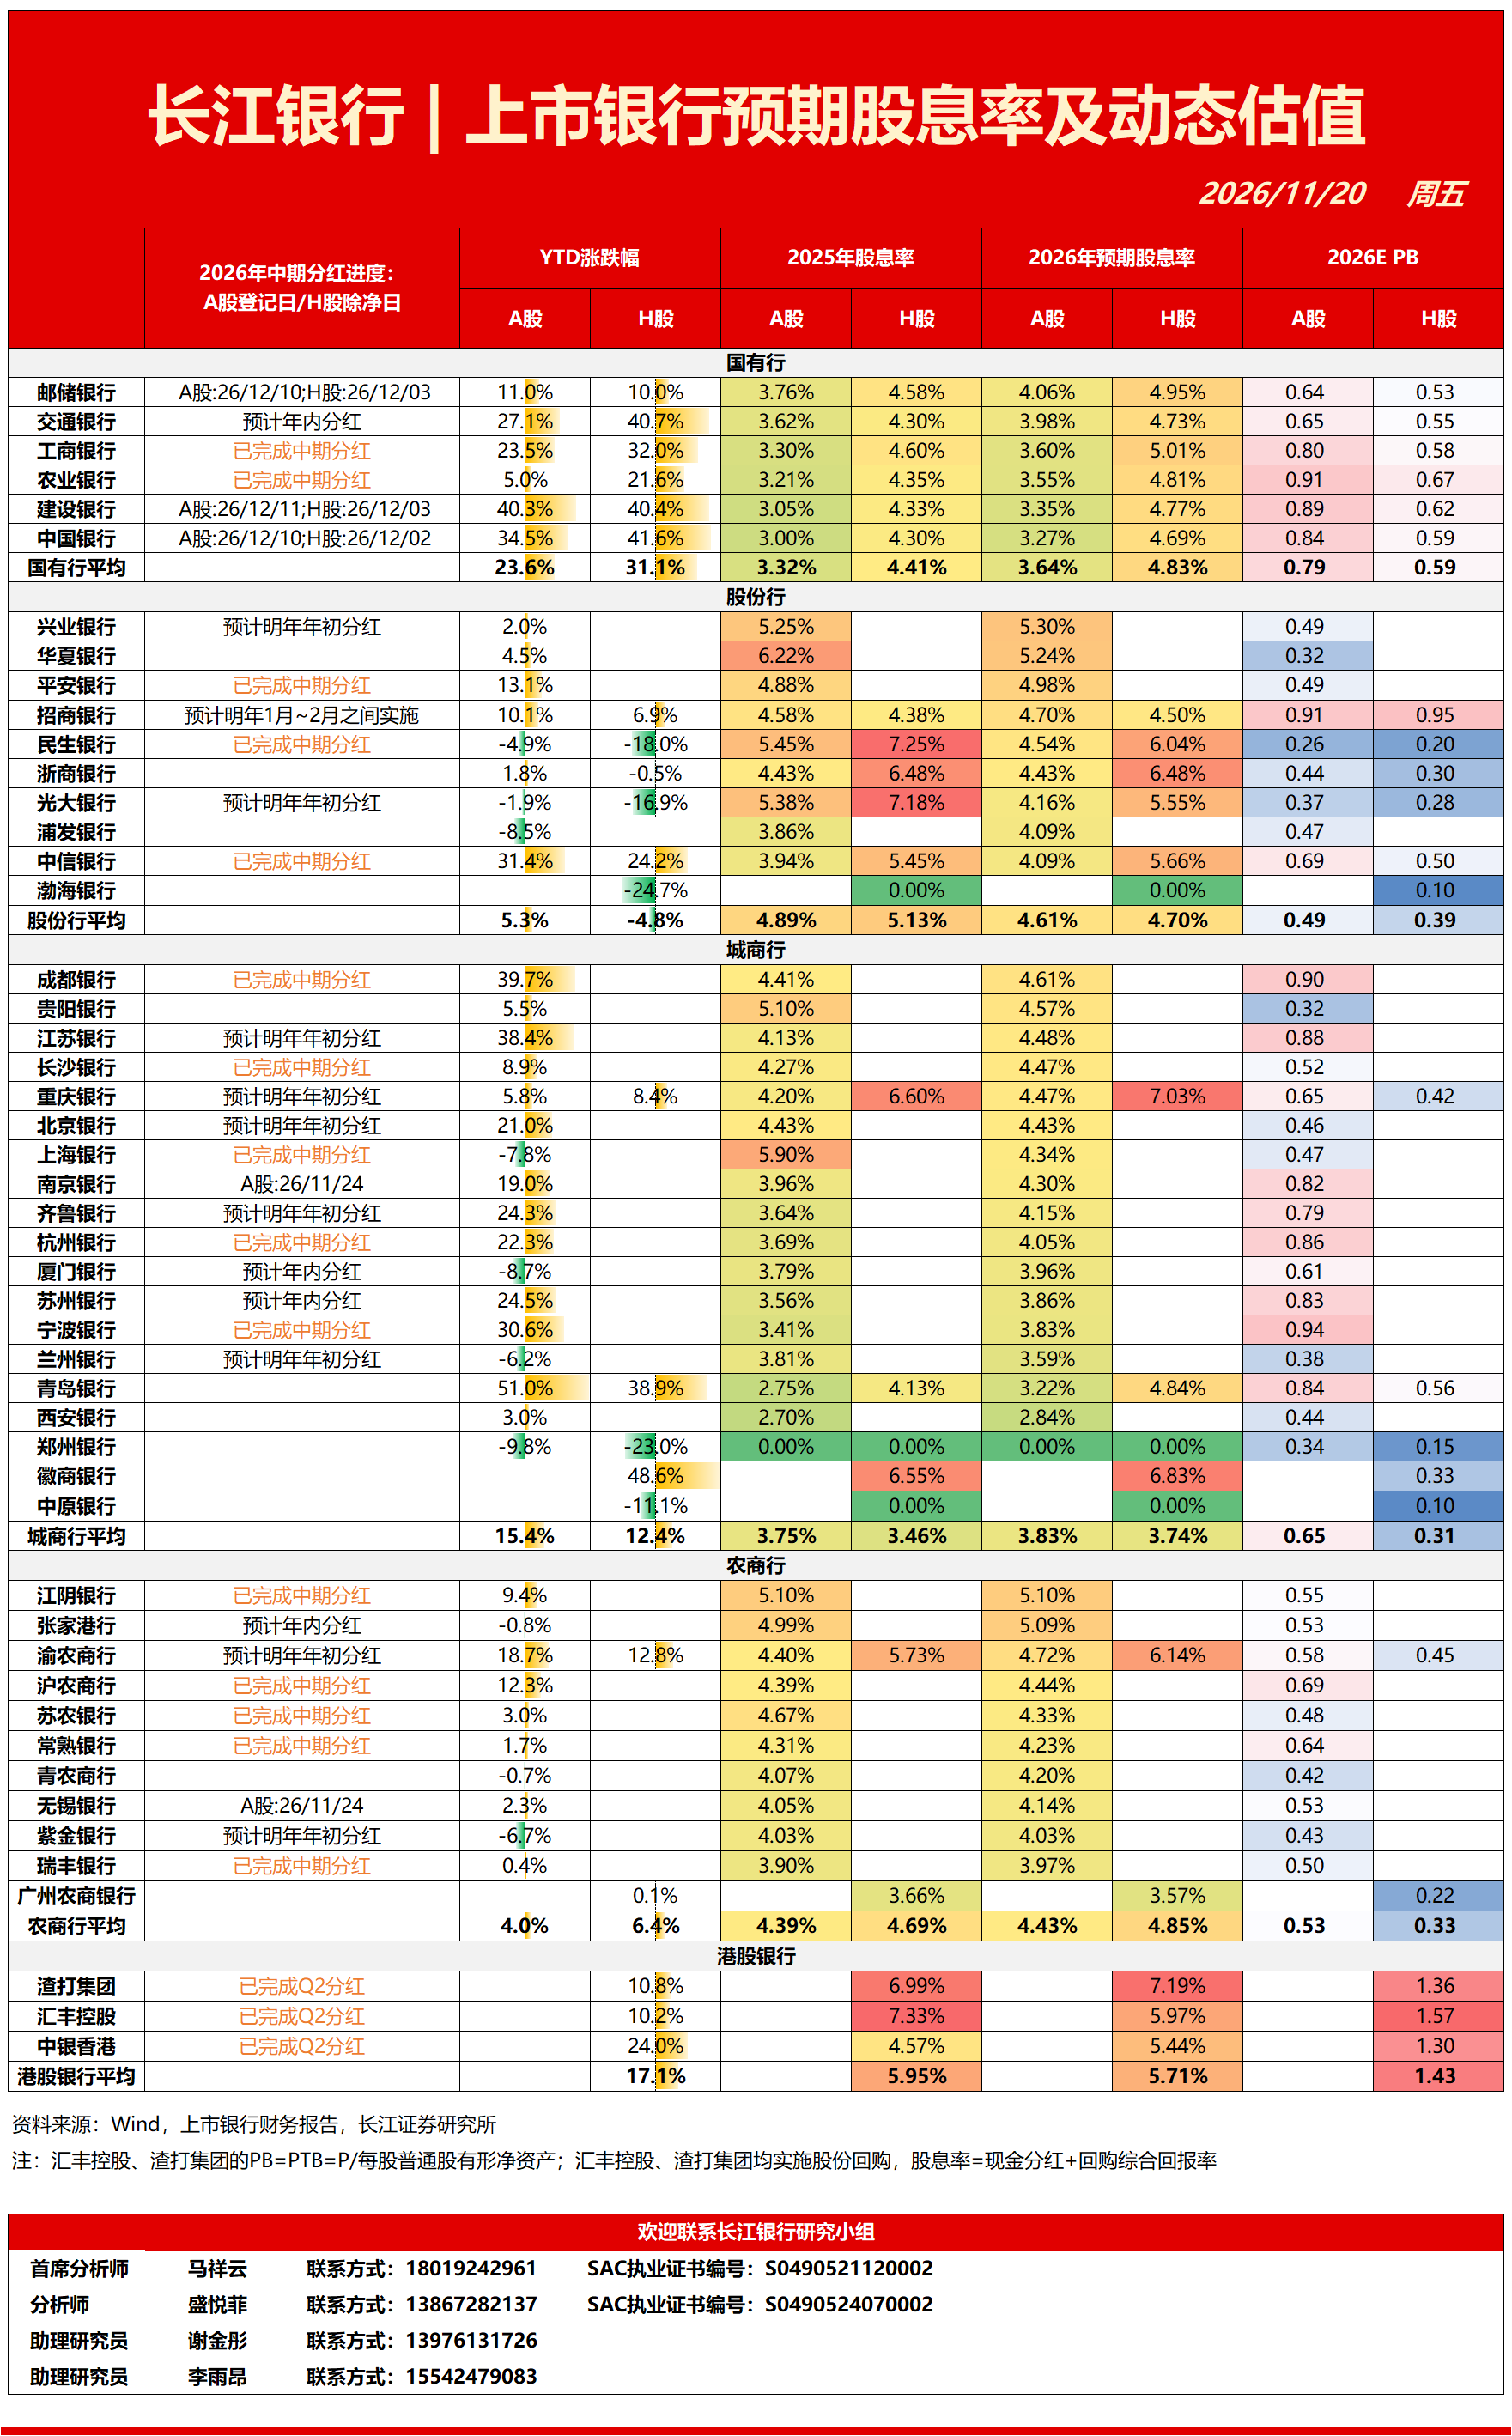 长江银行 | 上市银行预期股息率及动态估值
2026/11/20 周五
2026年中期分红进度： YTD涨跌幅 2025年股息率 2026年预期股息率 2026E PB
A股登记日/H股除净日 A股 H股 A股 H股 A股 H股 A股 H股
国有行
邮储银行 A股:26/12/10;H股:26/12/03 11.0% 10.0% 3.76% 4.58% 4.06% 4.95% 0.64 0.53
交通银行 预计年内分红 27.1% 40.7% 3.62% 4.30% 3.98% 4.73% 0.65 0.55
工商银行 已完成中期分红 23.5% 32.0% 3.30% 4.60% 3.60% 5.01% 0.80 0.58
农业银行 已完成中期分红 5.0% 21.6% 3.21% 4.35% 3.55% 4.81% 0.91 0.67
建设银行 A股:26/12/11;H股:26/12/03 40.3% 40.4% 3.05% 4.33% 3.35% 4.77% 0.89 0.62
中国银行 A股:26/12/10;H股:26/12/02 34.5% 41.6% 3.00% 4.30% 3.27% 4.69% 0.84 0.59
国有行平均 23.6% 31.1% 3.32% 4.41% 3.64% 4.83% 0.79 0.59
股份行
兴业银行 预计明年年初分红 2.0% 5.25% 5.30% 0.49
华夏银行 4.5% 6.22% 5.24% 0.32
平安银行 已完成中期分红 13.1% 4.88% 4.98% 0.49
招商银行 预计明年1月~2月之间实施 10.1% 6.9% 4.58% 4.38% 4.70% 4.50% 0.91 0.95
民生银行 已完成中期分红 -4.9% -18.0% 5.45% 7.25% 4.54% 6.04% 0.26 0.20
浙商银行 1.8% -0.5% 4.43% 6.48% 4.43% 6.48% 0.44 0.30
光大银行 预计明年年初分红 -1.9% -16.9% 5.38% 7.18% 4.16% 5.55% 0.37 0.28
浦发银行 -8.5% 3.86% 4.09% 0.47
中信银行 已完成中期分红 31.4% 24.2% 3.94% 5.45% 4.09% 5.66% 0.69 0.50
渤海银行 -24.7% 0.00% 0.00% 0.10
股份行平均 5.3% -4.8% 4.89% 5.13% 4.61% 4.70% 0.49 0.39
城商行
成都银行 已完成中期分红 39.7% 4.41% 4.61% 0.90
贵阳银行 5.5% 5.10% 4.57% 0.32
江苏银行 预计明年年初分红 38.4% 4.13% 4.48% 0.88
长沙银行 已完成中期分红 8.9% 4.27% 4.47% 0.52
重庆银行 预计明年年初分红 5.8% 8.4% 4.20% 6.60% 4.47% 7.03% 0.65 0.42
北京银行 预计明年年初分红 21.0% 4.43% 4.43% 0.46
上海银行 已完成中期分红 -7.8% 5.90% 4.34% 0.47
南京银行 A股:26/11/24 19.0% 3.96% 4.30% 0.82
齐鲁银行 预计明年年初分红 24.3% 3.64% 4.15% 0.79
杭州银行 已完成中期分红 22.3% 3.69% 4.05% 0.86
厦门银行 预计年内分红 -8.7% 3.79% 3.96% 0.61
苏州银行 预计年内分红 24.5% 3.56% 3.86% 0.83
宁波银行 已完成中期分红 30.6% 3.41% 3.83% 0.94
兰州银行 预计明年年初分红 -6.2% 3.81% 3.59% 0.38
青岛银行 51.0% 38.9% 2.75% 4.13% 3.22% 4.84% 0.84 0.56
西安银行 3.0% 2.70% 2.84% 0.44
郑州银行 -9.8% -23.0% 0.00% 0.00% 0.00% 0.00% 0.34 0.15
徽商银行 48.6% 6.55% 6.83% 0.33
中原银行 -11.1% 0.00% 0.00% 0.10
城商行平均 15.4% 12.4% 3.75% 3.46% 3.83% 3.74% 0.65 0.31
农商行
江阴银行 已完成中期分红 9.4% 5.10% 5.10% 0.55
张家港行 预计年内分红 -0.8% 4.99% 5.09% 0.53
渝农商行 预计明年年初分红 18.7% 12.8% 4.40% 5.73% 4.72% 6.14% 0.58 0.45
沪农商行 已完成中期分红 12.3% 4.39% 4.44% 0.69
苏农银行 已完成中期分红 3.0% 4.67% 4.33% 0.48
常熟银行 已完成中期分红 1.7% 4.31% 4.23% 0.64
青农商行 -0.7% 4.07% 4.20% 0.42
无锡银行 A股:26/11/24 2.3% 4.05% 4.14% 0.53
紫金银行 预计明年年初分红 -6.7% 4.03% 4.03% 0.43
瑞丰银行 已完成中期分红 0.4% 3.90% 3.97% 0.50
广州农商银行 0.1% 3.66% 3.57% 0.22
农商行平均 4.0% 6.4% 4.39% 4.69% 4.43% 4.85% 0.53 0.33
港股银行
渣打集团 已完成Q2分红 10.8% 6.99% 7.19% 1.36
汇丰控股 已完成Q2分红 10.2% 7.33% 5.97% 1.57
中银香港 已完成Q2分红 24.0% 4.57% 5.44% 1.30
港股银行平均 17.1% 5.95% 5.71% 1.43
资料来源：Wind，上市银行财务报告，长江证券研究所
注：汇丰控股、渣打集团的PB=PTB=P/每股普通股有形净资产；汇丰控股、渣打集团均实施股份回购，股息率=现金分红+回购综合回报率
欢迎联系长江银行研究小组
首席分析师 马祥云 联系方式：18019242961 SAC执业证书编号：S0490521120002
分析师 盛悦菲 联系方式：13867282137 SAC执业证书编号：S0490524070002
助理研究员 谢金彤 联系方式：13976131726
助理研究员 李雨昂 联系方式：15542479083